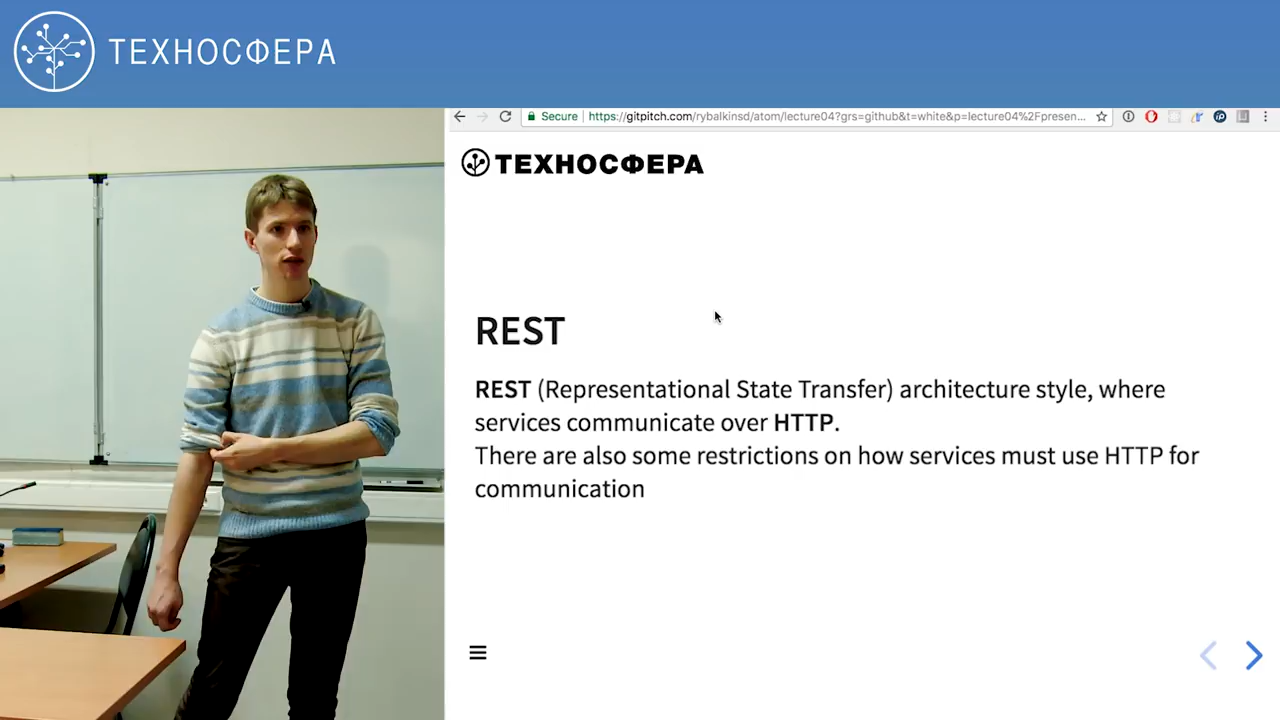 ТЕХНОСФЕРА
Secure
https://gitpitch.com/rybalkinsd/atom/lecture04?grs=github&t=white&p=lecture04%2Fpresen...
ТЕХНОСФЕРА
REST
REST (Representational State Transfer) architecture style, where
services communicate over HTTP.
There are also some restrictions on how services must use HTTP for
communication